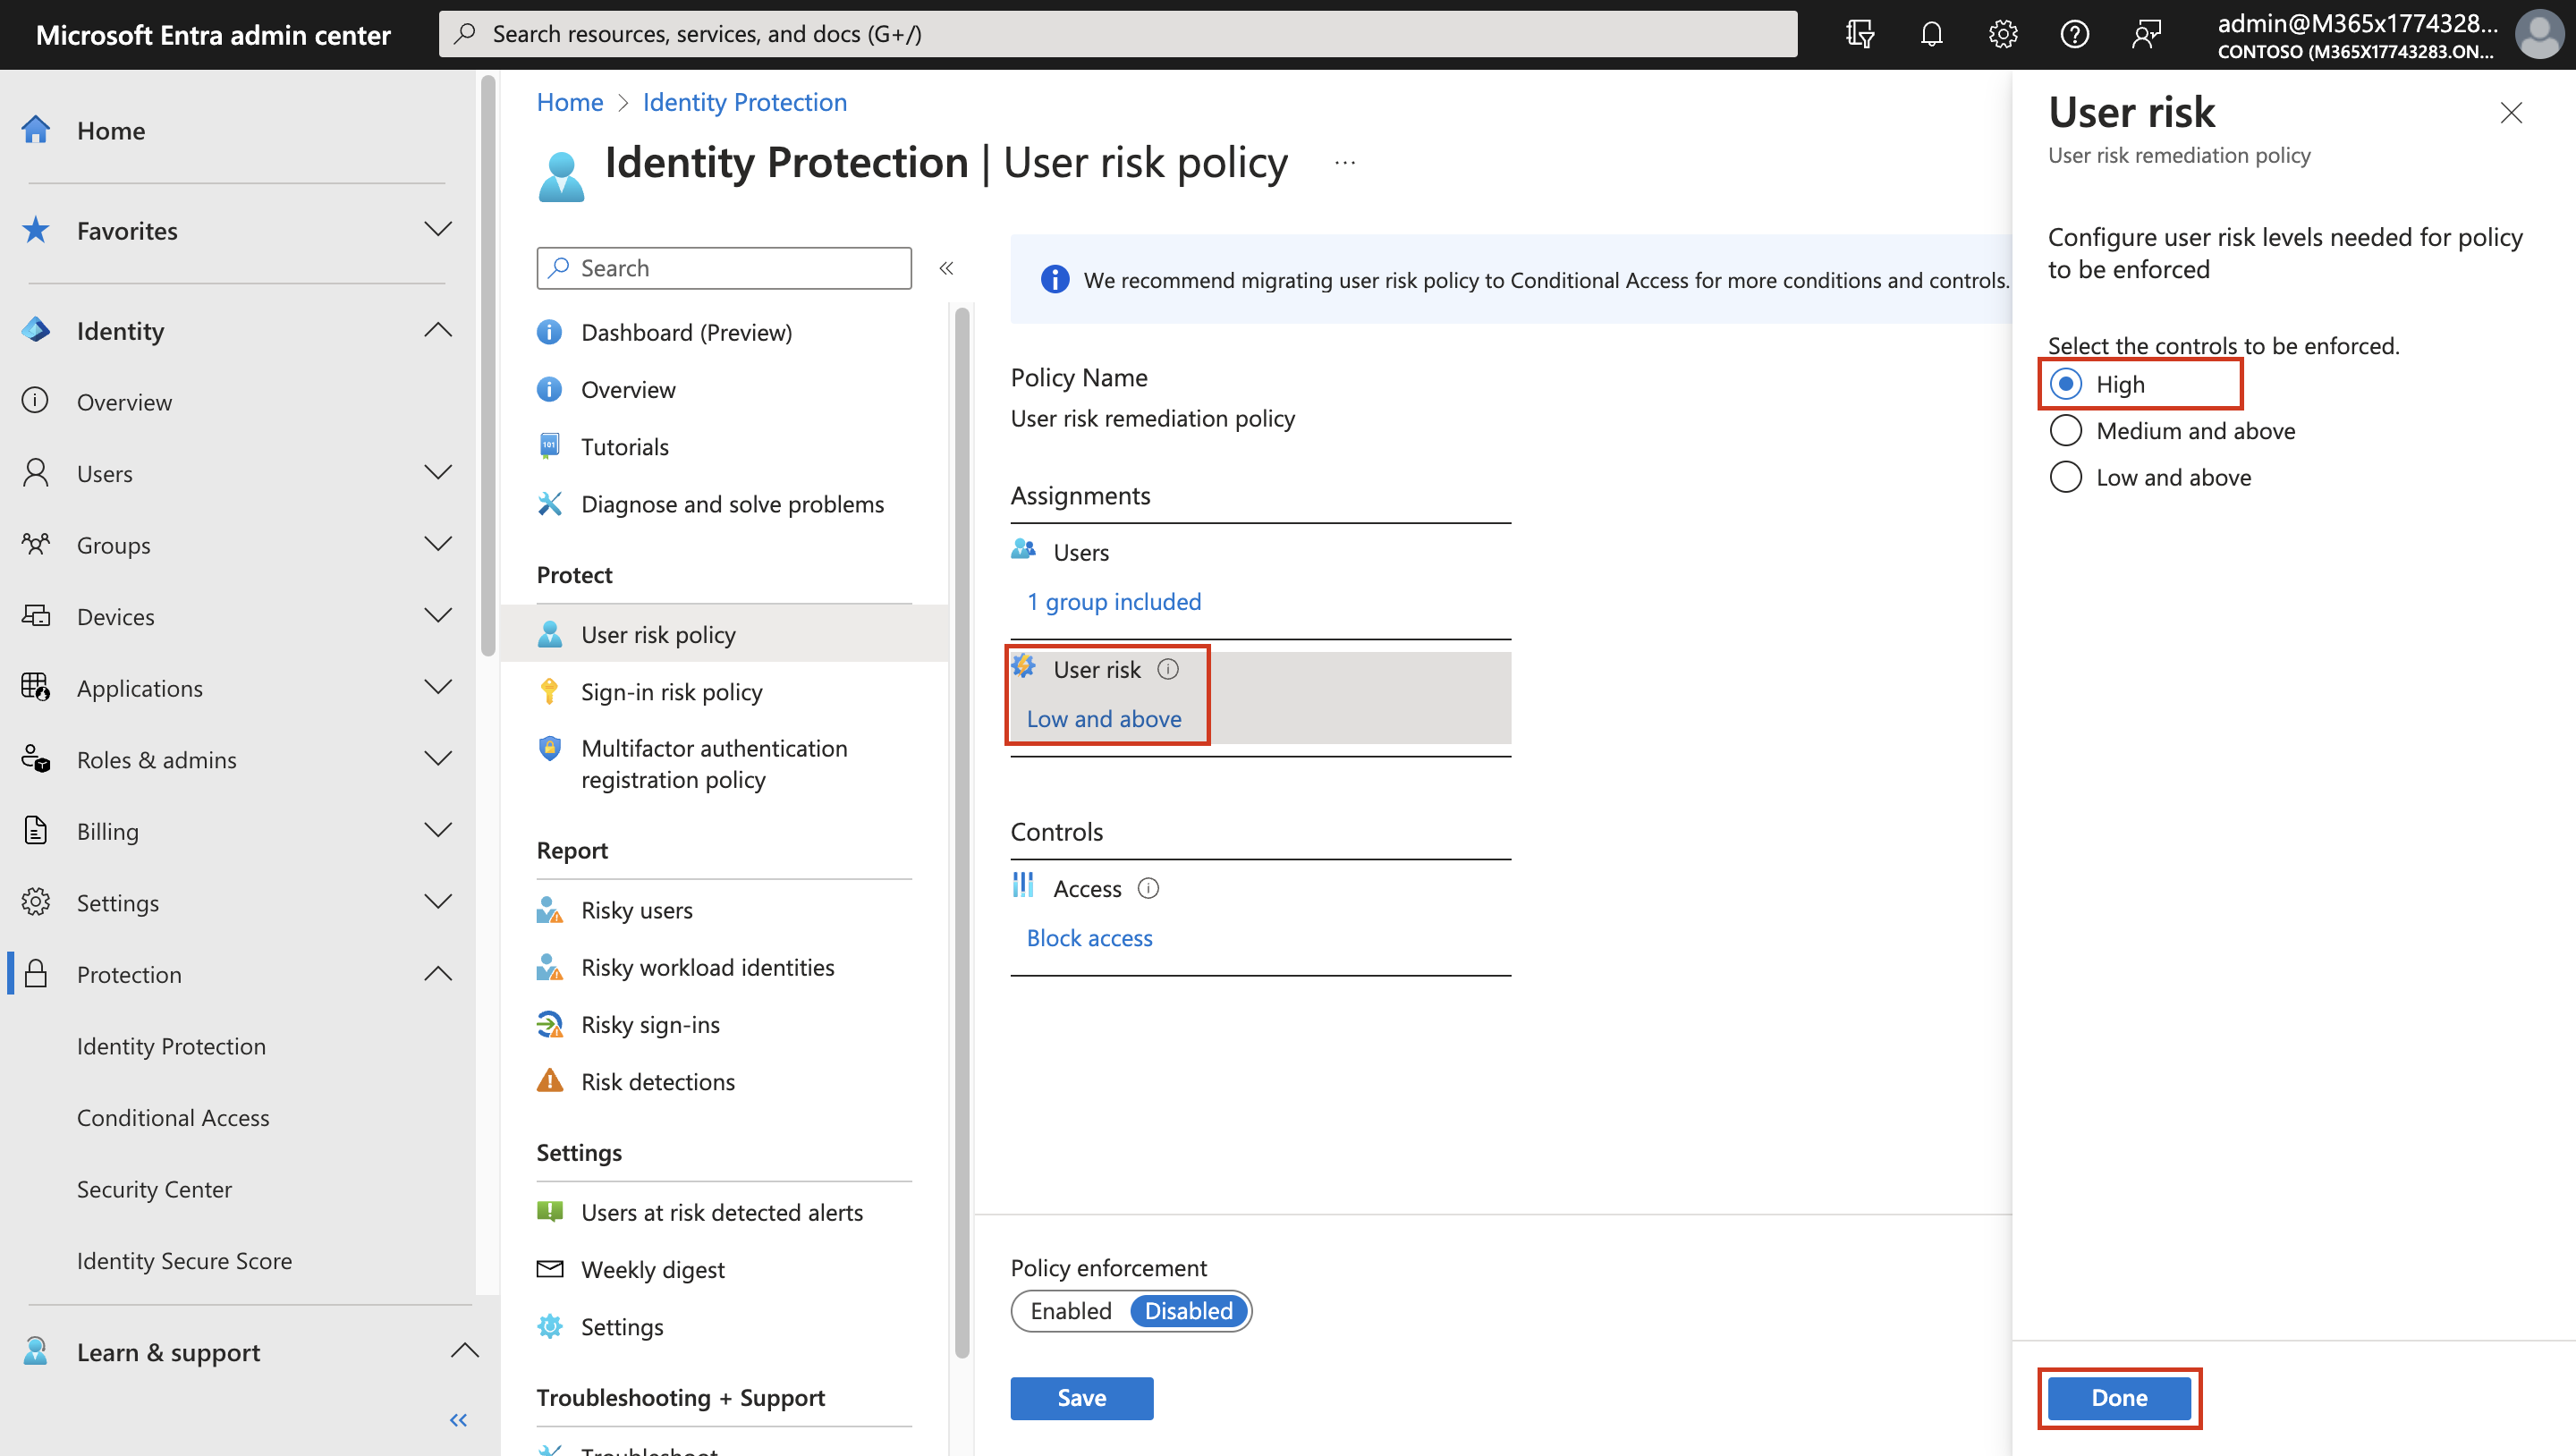 Microsoft Entra admin center
Search resources, services, and docs (G+/)
admin@M365x1774328...
CONTOSO (M365X17743283.ON...
Home
Favorites
Identity
Overview
Users
Groups
Devices
Applications
Roles & admins
Billing
Settings
Protection
Identity Protection
Conditional Access
Security Center
Identity Secure Score
Learn & support
Home > Identity Protection
Identity Protection | User risk policy
Search
Dashboard (Preview)
Overview
Tutorials
Diagnose and solve problems
Protect
User risk policy
Sign-in risk policy
Multifactor authentication
registration policy
Report
Risky users
Risky workload identities
Risky sign-ins
Risk detections
Settings
Users at risk detected alerts
Weekly digest
Settings
Troubleshooting + Support
Troubleshoot
We recommend migrating user risk policy to Conditional Access for more conditions and controls.
Policy Name
User risk remediation policy
Assignments
Users
1 group included
User risk
Low and above
Controls
Access
Block access
Policy enforcement
Enabled Disabled
Save
User risk
User risk remediation policy
Configure user risk levels needed for policy
to be enforced
Select the controls to be enforced.
High
Medium and above
Low and above
Done